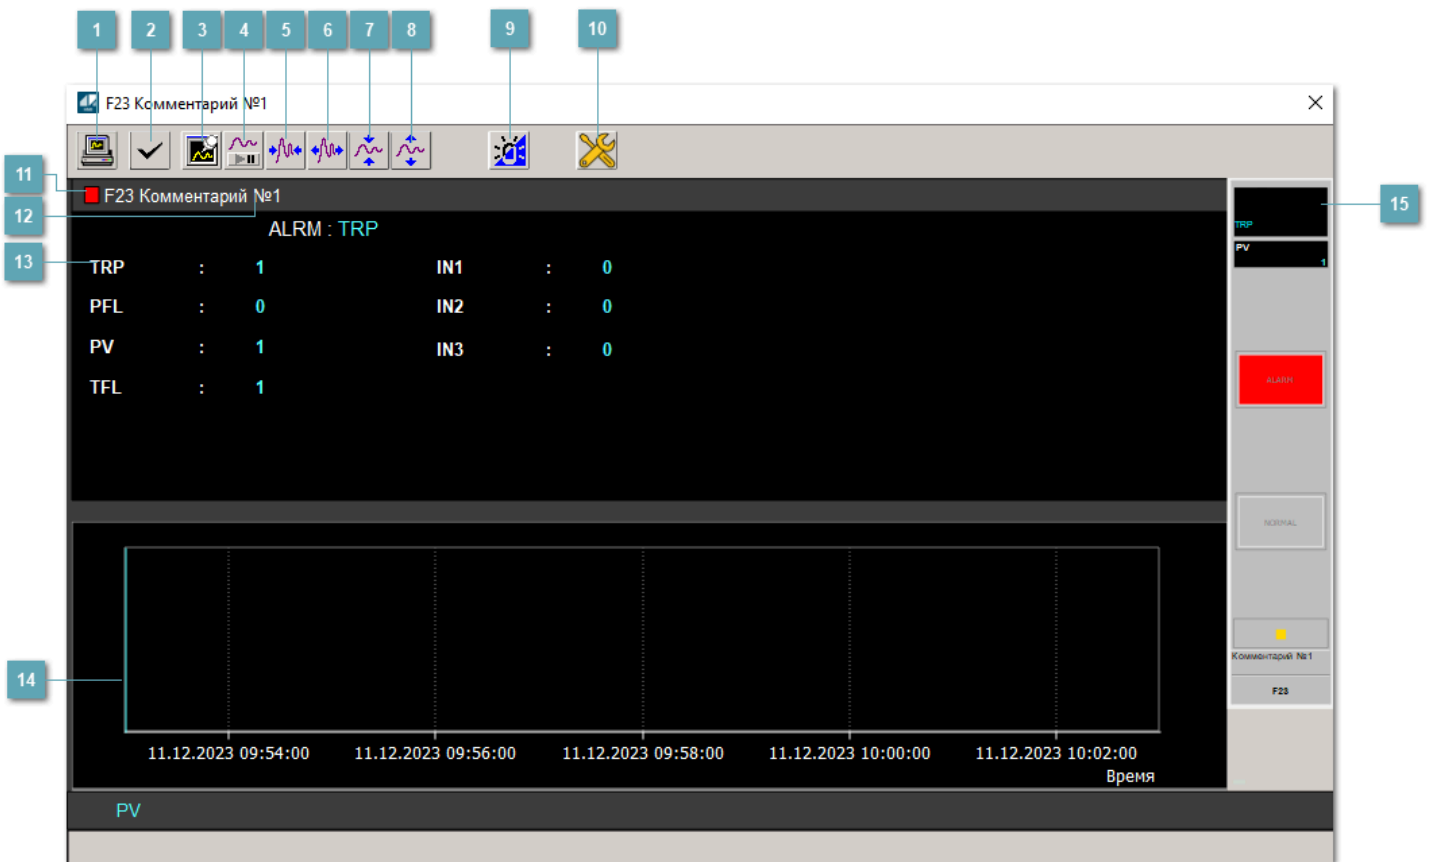 1 2 3 4 5 6 7 8 9 10
F23 Комментарий №1
11
F23 Комментарий №1
12
ALRM : TRP
13
TRP : 1 IN1 : 0
PFL : 0 IN2 : 0
PV : 1 IN3 : 0
TFL : 1
15
TRP
PV
1
ALARM
NORMAL
Комментарий №1
F23
14
11.12.2023 09:54:00 11.12.2023 09:56:00 11.12.2023 09:58:00 11.12.2023 10:00:00 11.12.2023 10:02:00
Время
PV